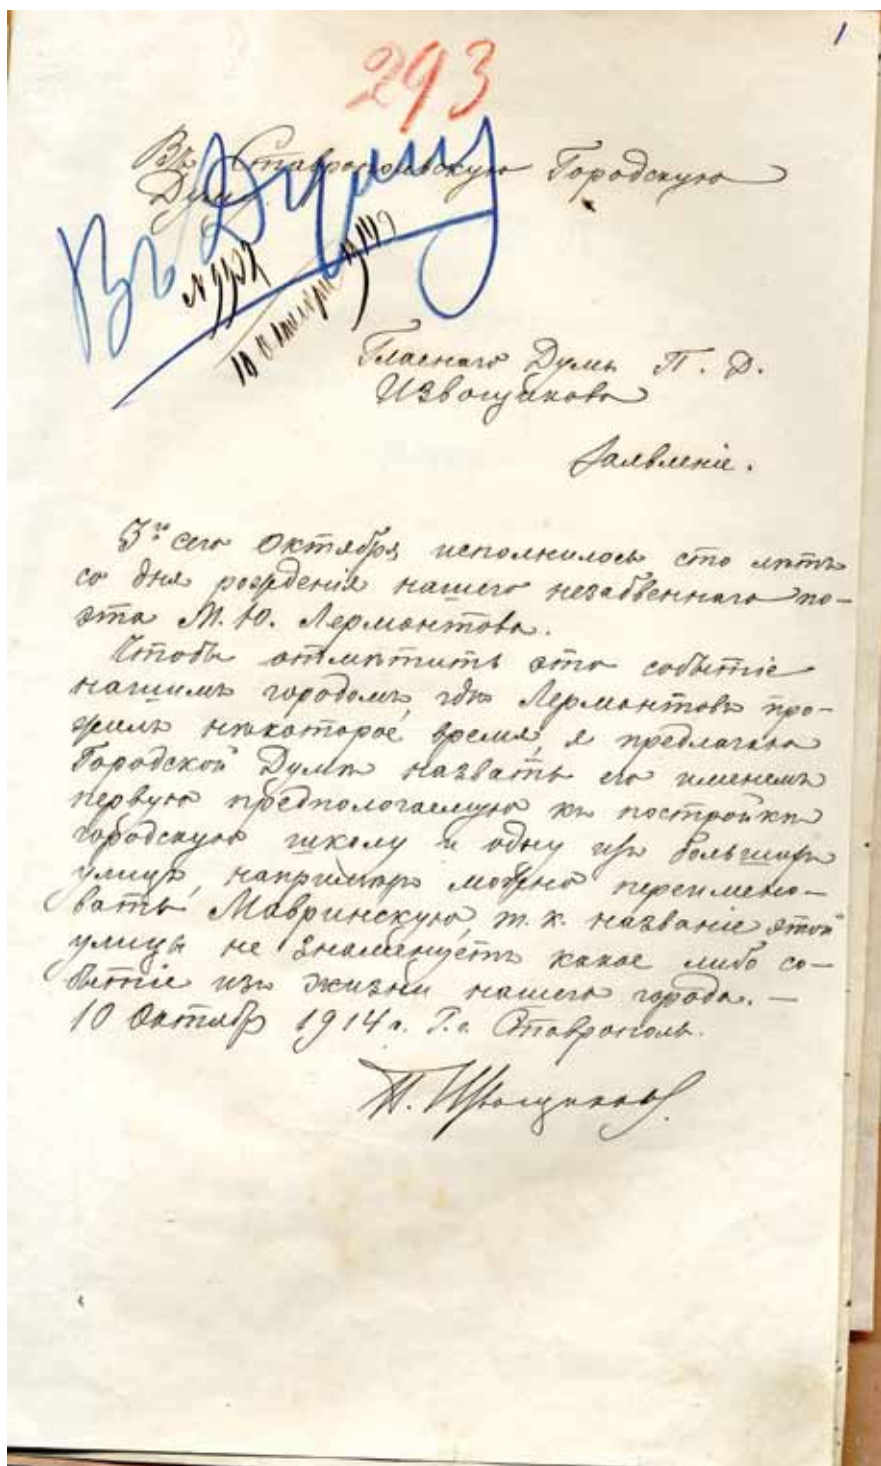 1
293
Въ Ставропольскую Городскую
Думу.
Въ Думу
10 Октября 1914
Гласнаго Думы П. Д.
Извощикова
Заявленіе.
3го сего Октября исполнилось сто лѣтъ
со дня рожденія нашего незабвеннаго по-
эта М. Ю. Лермонтова.
Чтобы отмѣтить это событіе
нашимъ городомъ, гдѣ Лермонтовъ про-
жилъ нѣкоторое время, я предлагаю
Городской Думѣ назвать его именемъ
первую предпологаемую къ постройкѣ
городскую школу и одну изъ большихъ
улицъ, напримѣръ можно переимено-
вать Мавринскую, т. к. названіе этой
улицы не знаменуетъ какое либо со-
бытіе изъ жизни нашего города. —
10 Октябр 1914 г. Г. Ставрополь.
П. Извощиковъ.